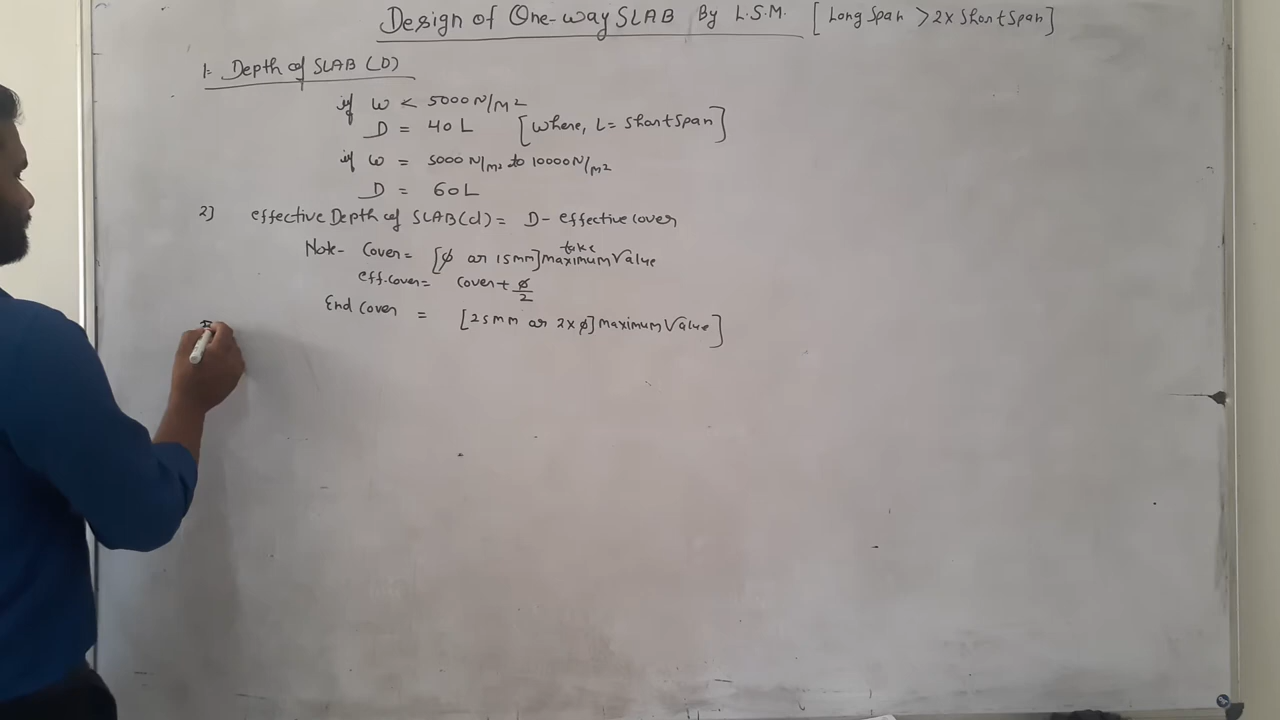 Design of One-way SLAB By L.S.M. [Long Span > 2x Short Span]
1: Depth of SLAB (D)
if w < 5000 N/m2
D = 40 L [Where, L= Short Span]
if w = 5000 N/m2 to 10000 N/m2
D = 60L
2] effective Depth of SLAB(d) = D- effective cover
Note- Cover= [ϕ or 15mm] take maximum Value
eff.cover= cover + ϕ/2
End Cover = [25mm or 2xϕ] maximum Value]